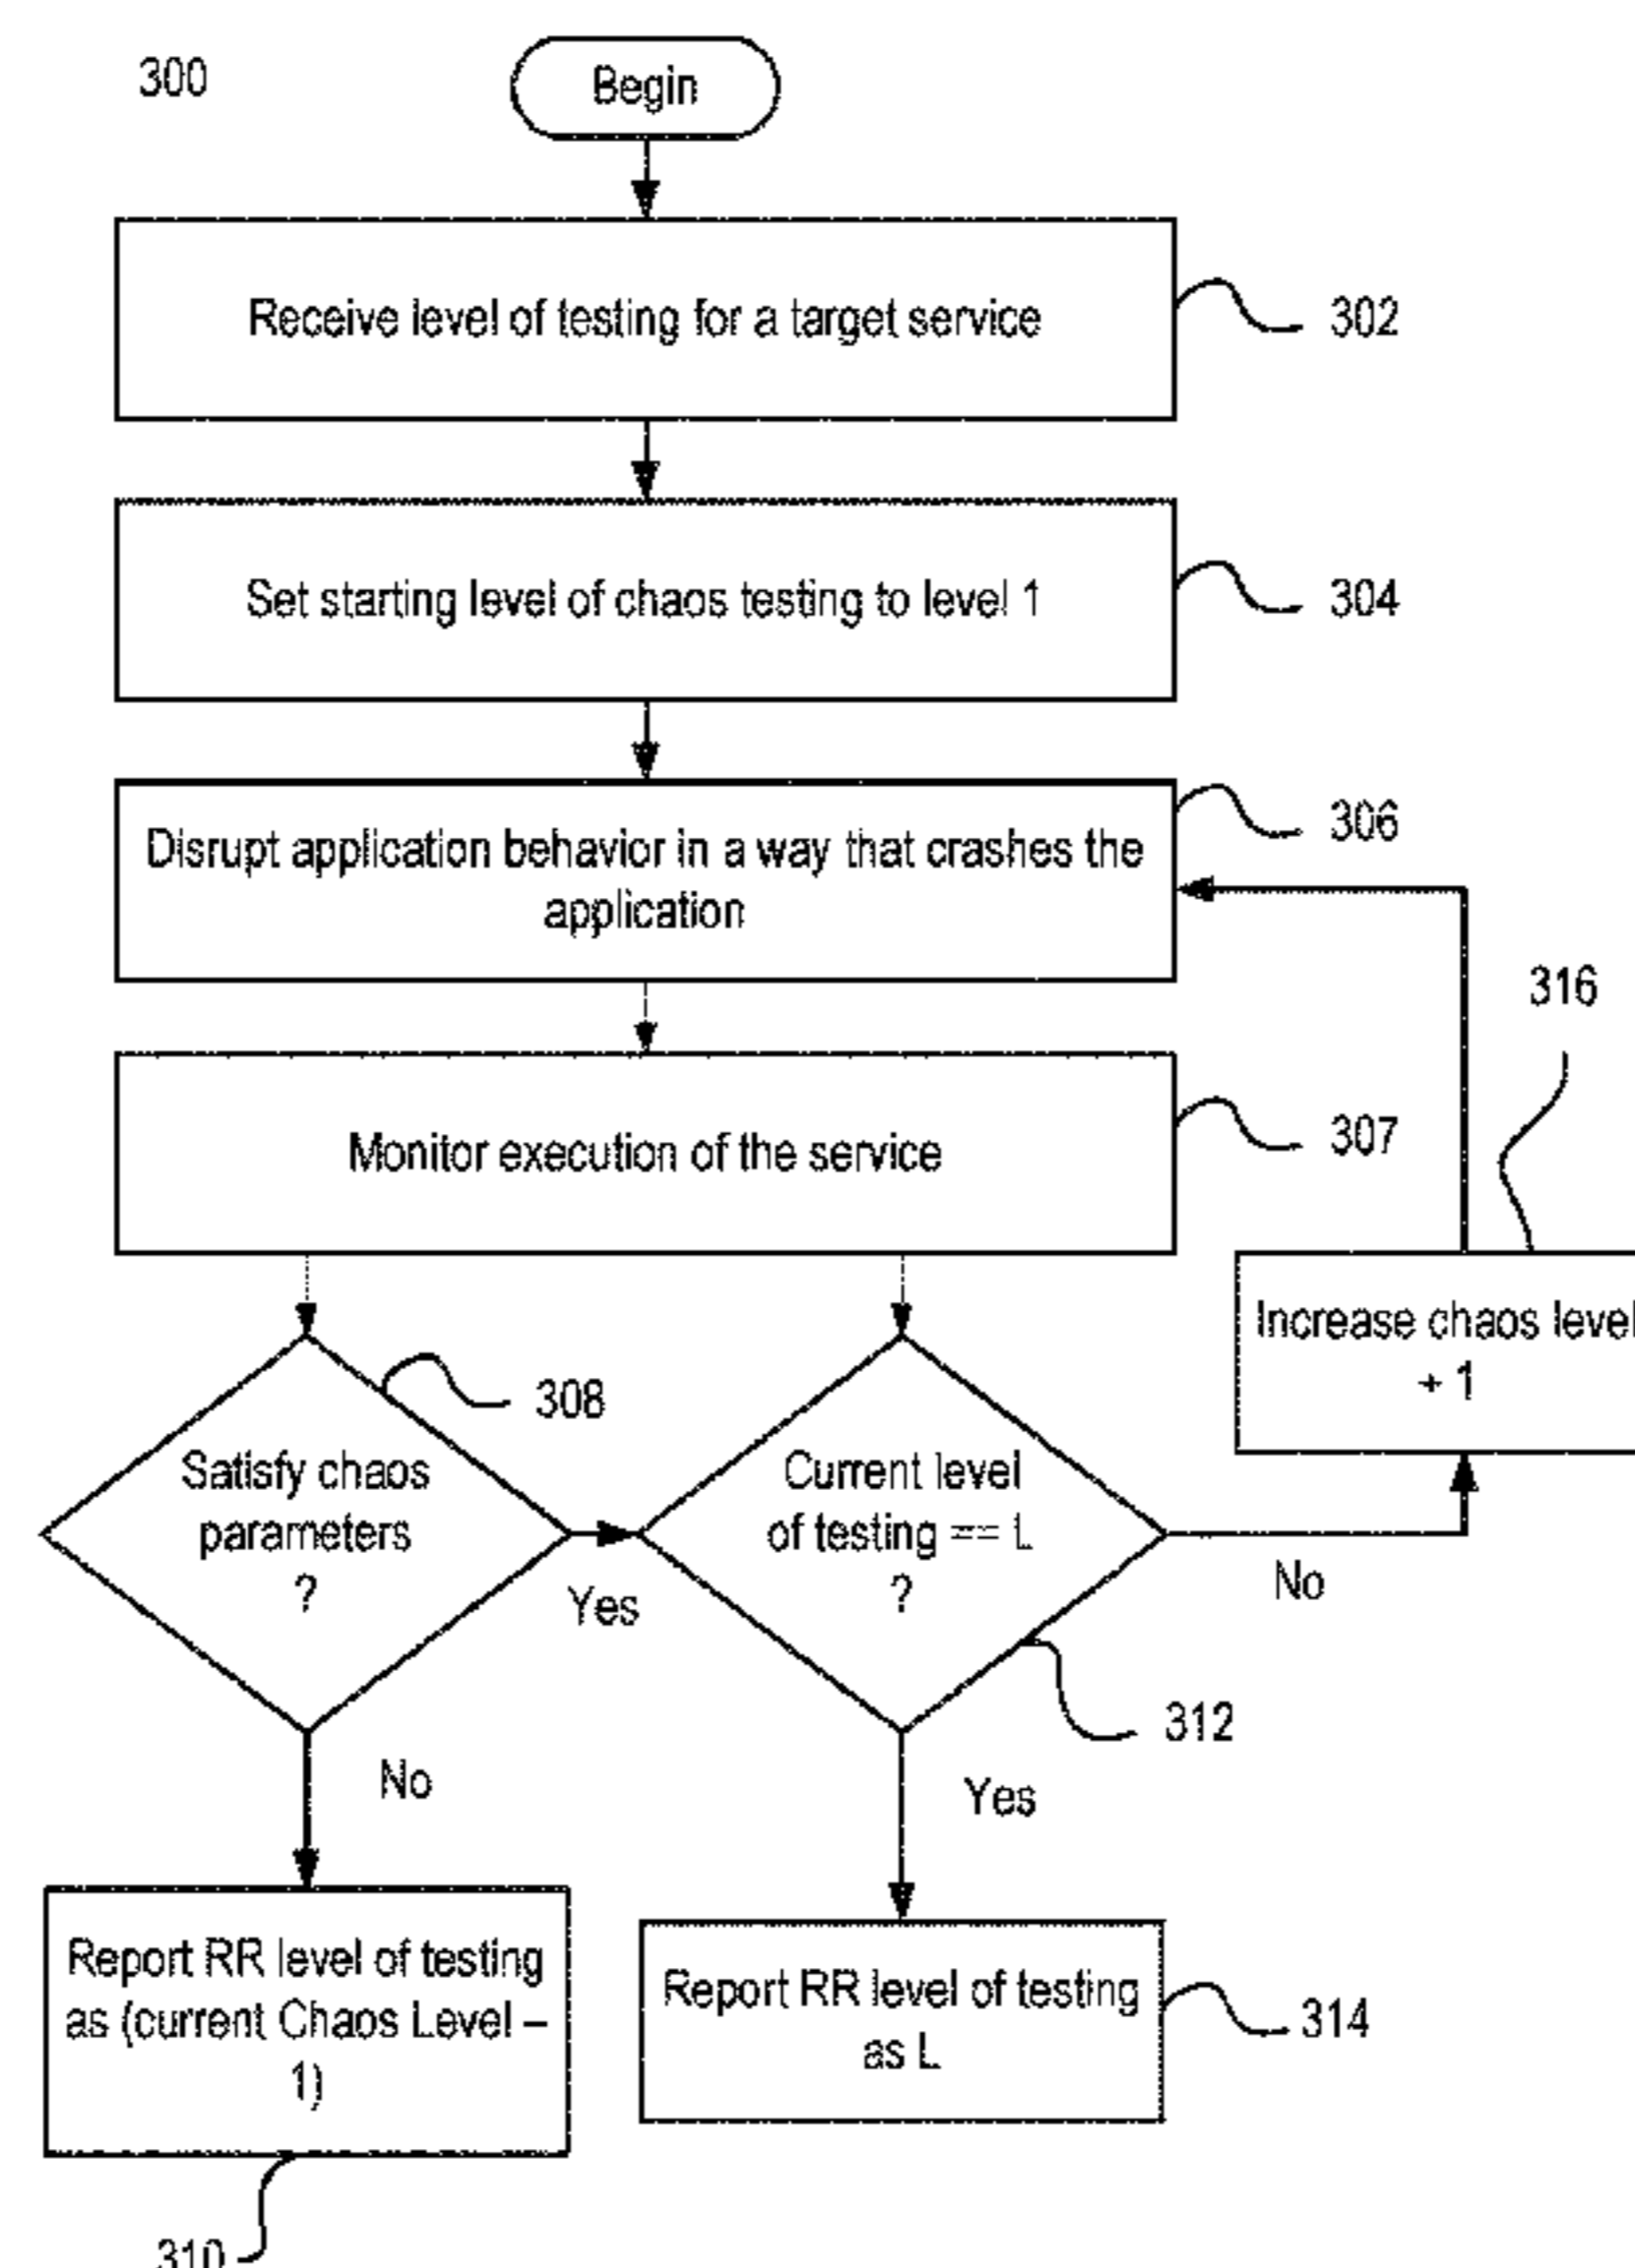 300
Begin
Receive level of testing for a target service
302
Set starting level of chaos testing to level 1
304
Disrupt application behavior in a way that crashes the
application
306
316
Monitor execution of the service
307
Increase chaos level
+ 1
308
Satisfy chaos
parameters
?
Yes
Current level
of testing == L
?
No
312
No
Yes
Report RR level of testing
as (current Chaos Level –
1)
Report RR level of testing
as L
314
310